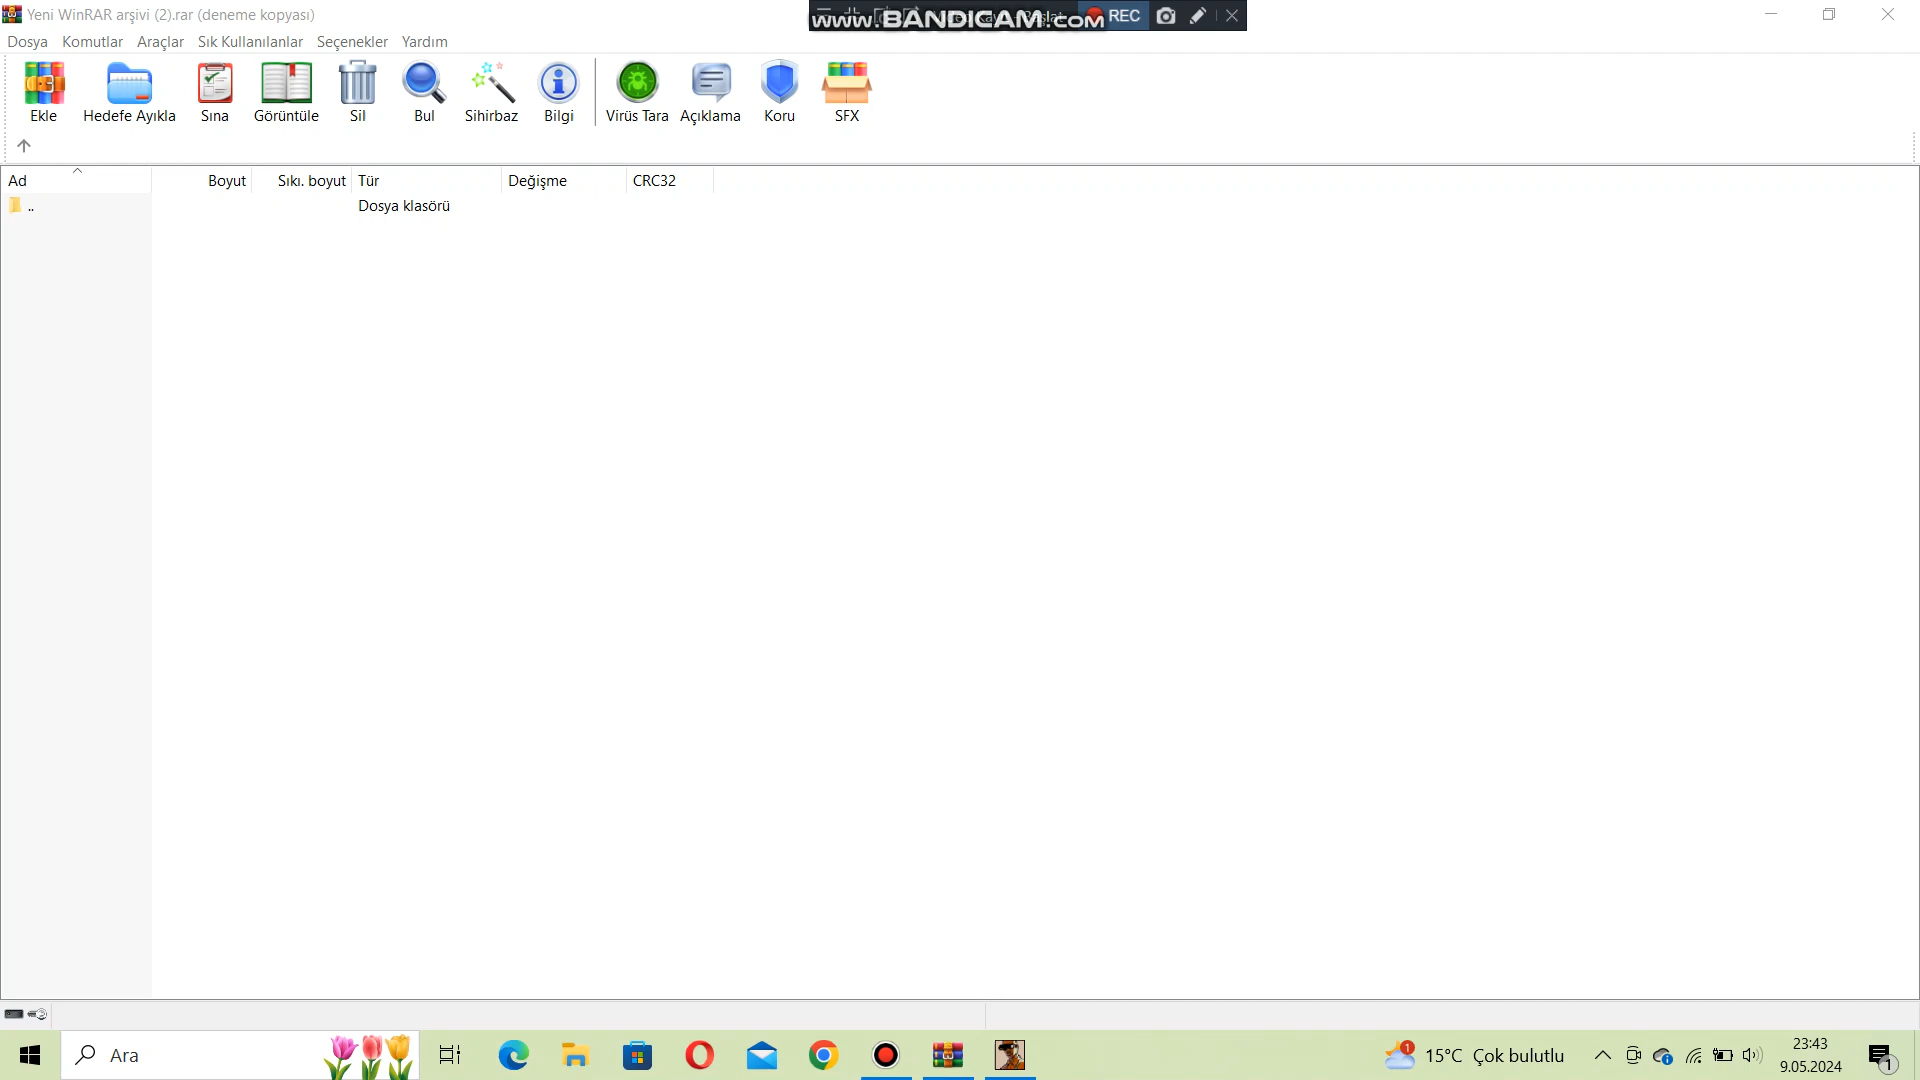 Yeni WinRAR arşivi (2).rar (deneme kopyası)
www.BANDICAM.com
REC
Dosya Komutlar Araçlar Sık Kullanılanlar Seçenekler Yardım
Ekle Hedefe Ayıkla Sına Görüntüle Sil Bul Sihirbaz Bilgi Virüs Tara Açıklama Koru SFX
Ad Boyut Sıkı. boyut Tür Değişme CRC32
.. Dosya klasörü
Ara
1
15°C Çok bulutlu
23:43
9.05.2024
1